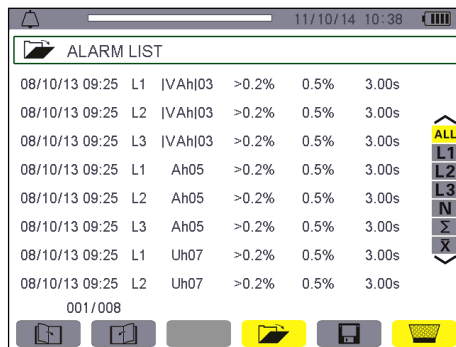 11/10/14 10:38
ALARM LIST
08/10/13 09:25 L1 |VAh|03 >0.2% 0.5% 3.00s
08/10/13 09:25 L2 |VAh|03 >0.2% 0.5% 3.00s
08/10/13 09:25 L3 |VAh|03 >0.2% 0.5% 3.00s
08/10/13 09:25 L1 Ah05 >0.2% 0.5% 3.00s
08/10/13 09:25 L2 Ah05 >0.2% 0.5% 3.00s
08/10/13 09:25 L3 Ah05 >0.2% 0.5% 3.00s
08/10/13 09:25 L1 Uh07 >0.2% 0.5% 3.00s
08/10/13 09:25 L2 Uh07 >0.2% 0.5% 3.00s
001/008
ALL
L1
L2
L3
N
Σ
X̅